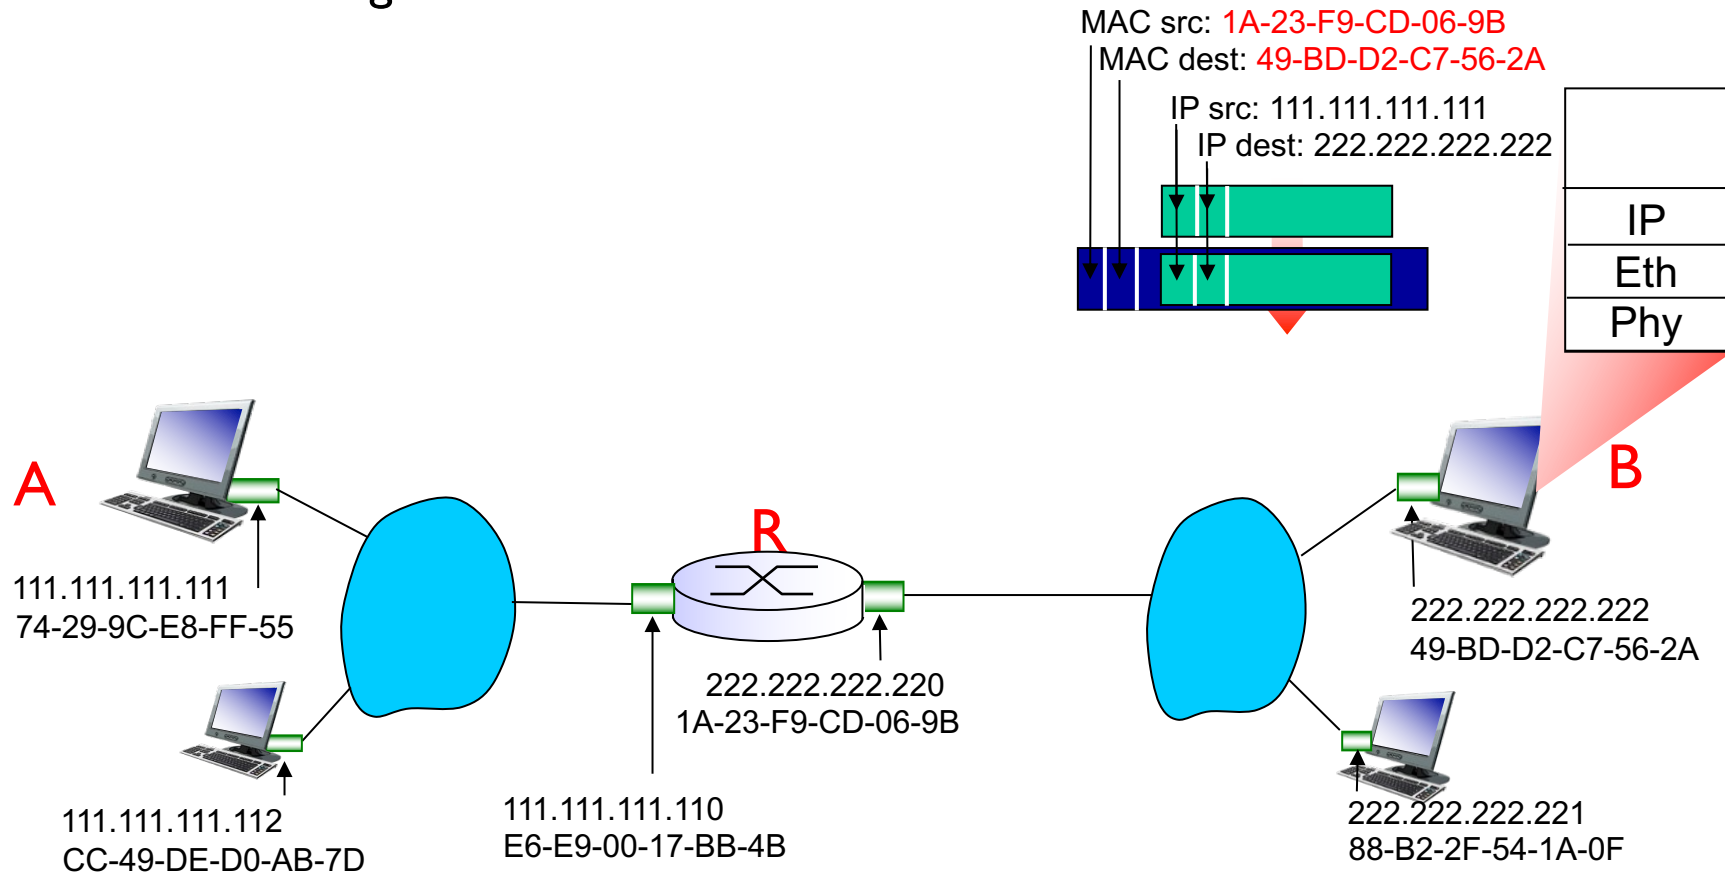 MAC src: 1A-23-F9-CD-06-9B
MAC dest: 49-BD-D2-C7-56-2A
IP src: 111.111.111.111
IP dest: 222.222.222.222
IP
Eth
Phy
A
R
B
111.111.111.111
74-29-9C-E8-FF-55
222.222.222.222
49-BD-D2-C7-56-2A
222.222.222.220
1A-23-F9-CD-06-9B
111.111.111.112
CC-49-DE-D0-AB-7D
111.111.111.110
E6-E9-00-17-BB-4B
222.222.222.221
88-B2-2F-54-1A-0F